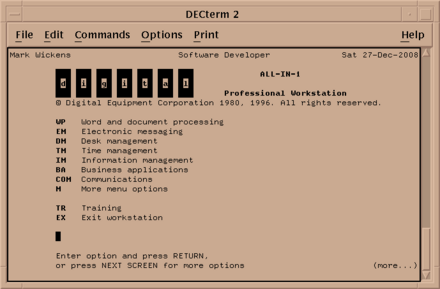 DECterm 2
File Edit Commands Options Print Help
Mark Wickens Software Developer Sat 27-Dec-2008
d i g i t a l ALL-IN-1
Professional Workstation
© Digital Equipment Corporation 1980, 1996. All rights reserved.
WP Word and document processing
EM Electronic messaging
DM Desk management
TM Time management
IM Information management
BA Business applications
COM Communications
M More menu options
TR Training
EX Exit workstation
Enter option and press RETURN,
or press NEXT SCREEN for more options (more...)